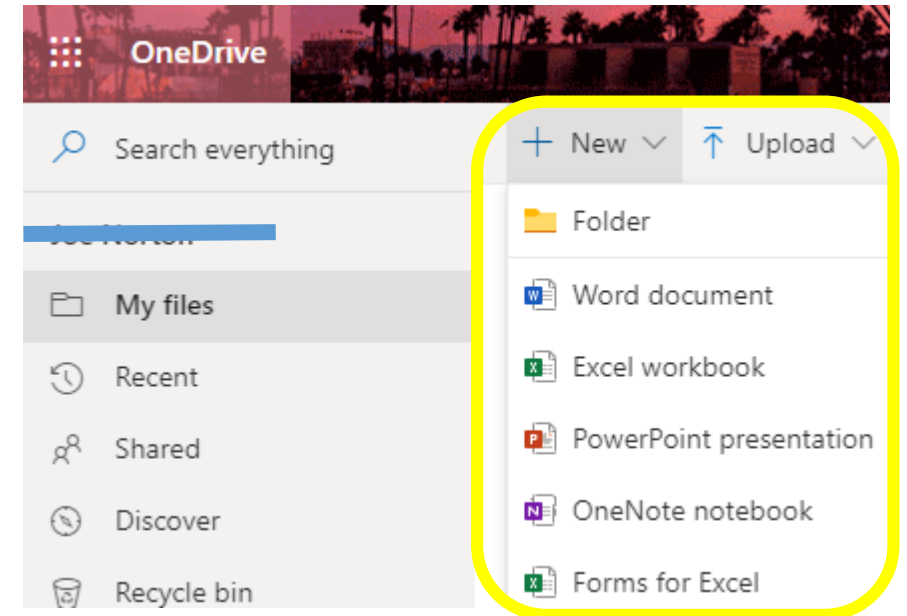 OneDrive
Search everything
+ New
Upload
My files
Recent
Shared
Discover
Recycle bin
Folder
Word document
Excel workbook
PowerPoint presentation
OneNote notebook
Forms for Excel